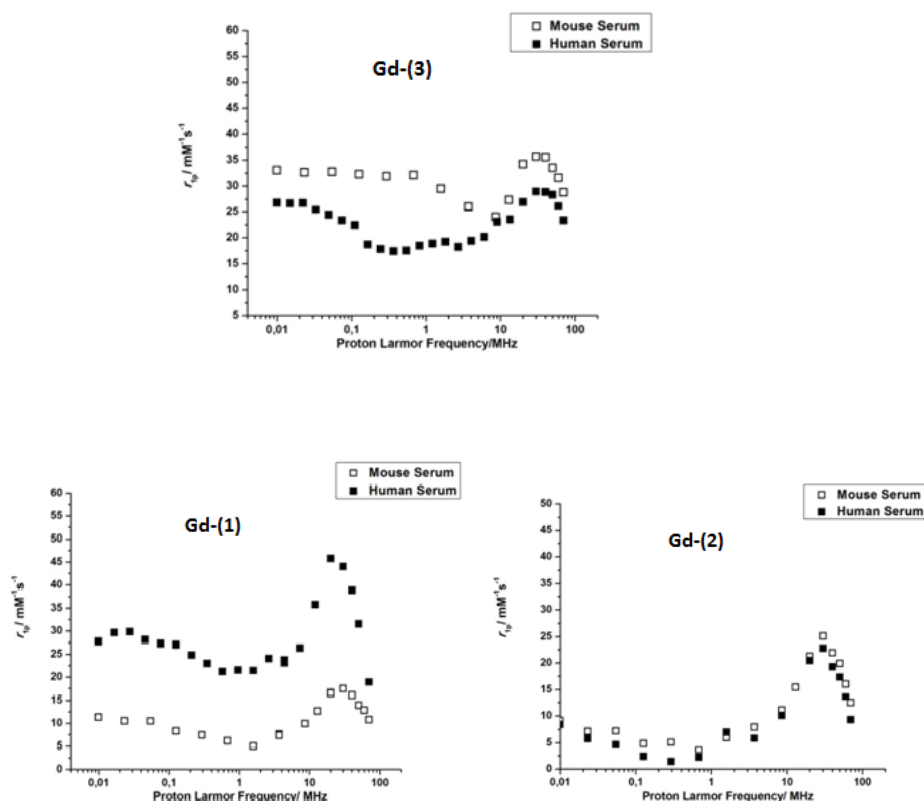 Mouse Serum
Human Serum
Gd-(3)
60
55
50
45
40
35
30
25
20
15
10
5
r1p/ mM-1s-1
0,01 0,1 1 10 100
Proton Larmor Frequency/MHz
Mouse Serum
Human Serum
Gd-(1)
60
55
50
45
40
35
30
25
20
15
10
5
0
r1p/ mM-1s-1
0,01 0,1 1 10 100
Proton Larmor Frequency/ MHz
Mouse Serum
Human Serum
Gd-(2)
50
45
40
35
30
25
20
15
10
5
0
r1p/ mM-1s-1
0,01 0,1 1 10 100
Proton Larmor Frequency/MHz